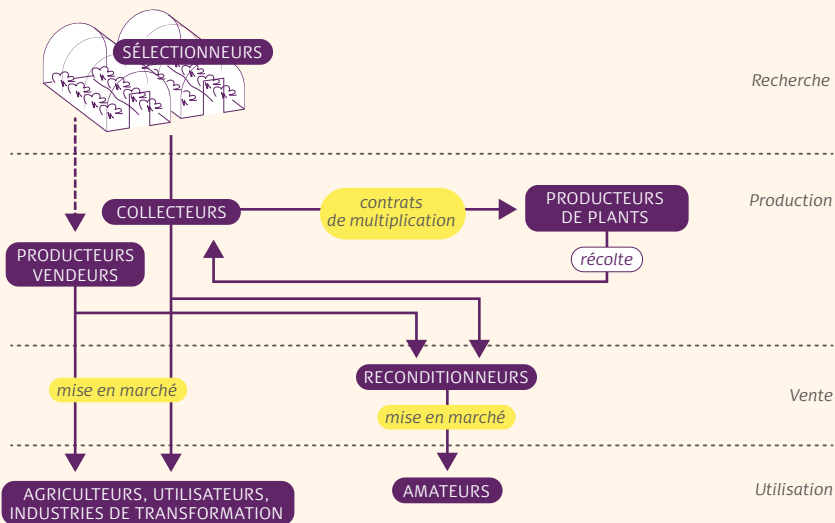 SÉLECTIONNEURS
Recherche
COLLECTEURS
contrats
de multiplication
PRODUCTEURS
DE PLANTS
Production
PRODUCTEURS
VENDEURS
récolte
RECONDITIONNEURS
mise en marché
mise en marché
Vente
AGRICULTEURS, UTILISATEURS,
INDUSTRIES DE TRANSFORMATION
AMATEURS
Utilisation